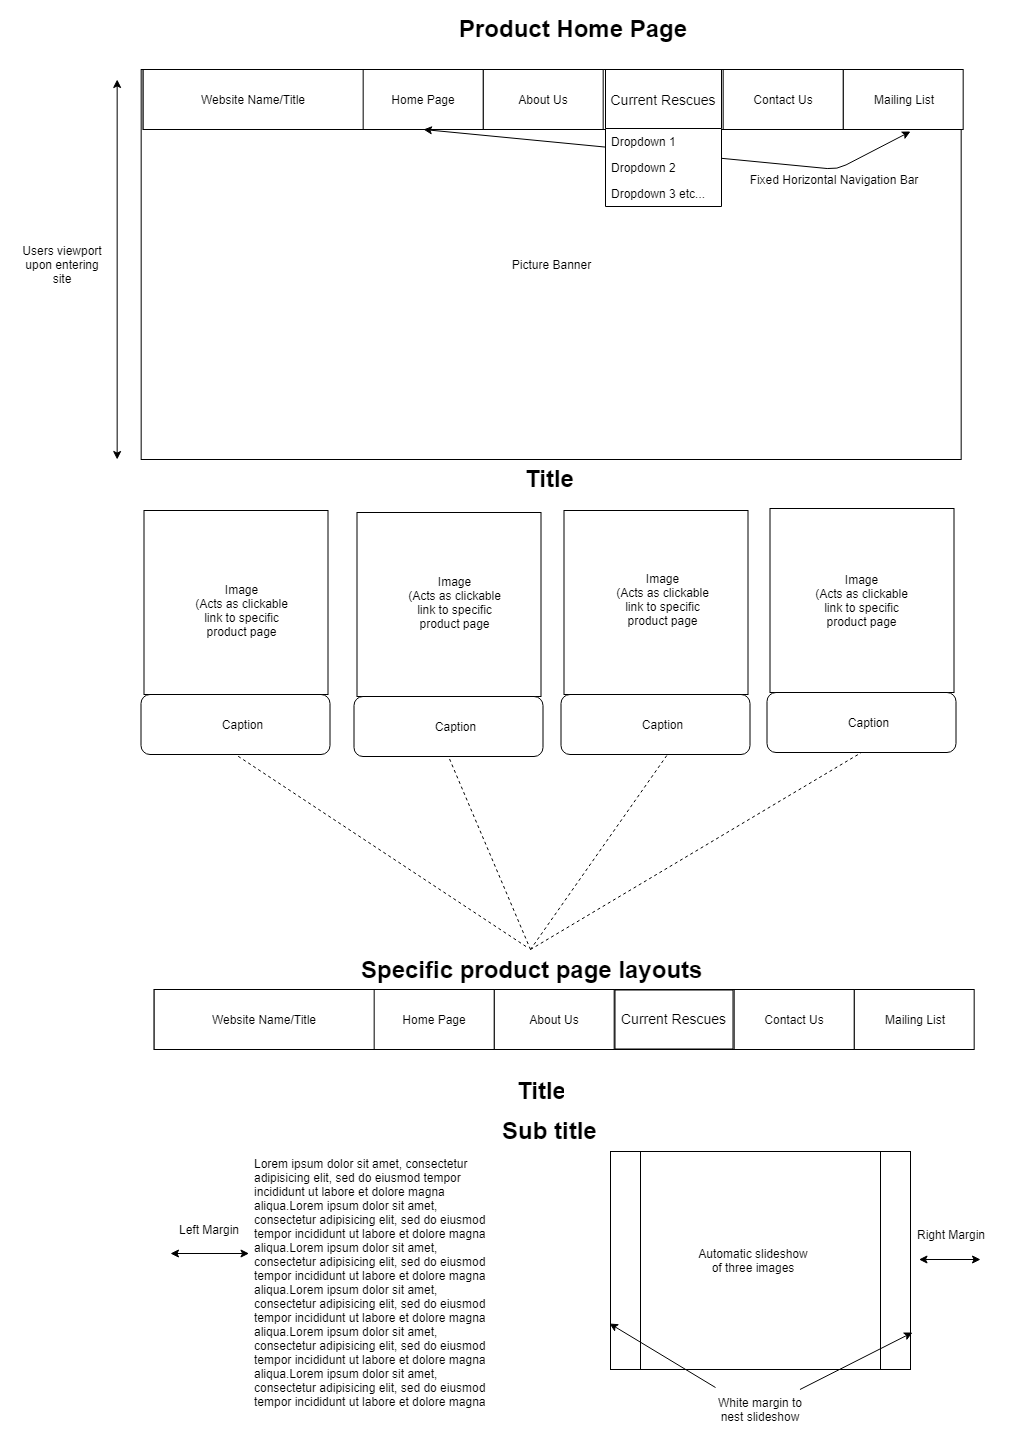 Product Home Page
Website Name/Title
Home Page
About Us
Current Rescues
Contact Us
Mailing List
Dropdown 1
Dropdown 2
Dropdown 3 etc...
Fixed Horizontal Navigation Bar
Users viewport
upon entering
site
Picture Banner
Title
Image
(Acts as clickable
link to specific
product page
Image
(Acts as clickable
link to specific
product page
Image
(Acts as clickable
link to specific
product page
Image
(Acts as clickable
link to specific
product page
Caption
Caption
Caption
Caption
Specific product page layouts
Website Name/Title
Home Page
About Us
Current Rescues
Contact Us
Mailing List
Title
Sub title
Left Margin
Lorem ipsum dolor sit amet, consectetur
adipisicing elit, sed do eiusmod tempor
incididunt ut labore et dolore magna
aliqua.Lorem ipsum dolor sit amet,
consectetur adipisicing elit, sed do eiusmod
tempor incididunt ut labore et dolore magna
aliqua.Lorem ipsum dolor sit amet,
consectetur adipisicing elit, sed do eiusmod
tempor incididunt ut labore et dolore magna
aliqua.Lorem ipsum dolor sit amet,
consectetur adipisicing elit, sed do eiusmod
tempor incididunt ut labore et dolore magna
aliqua.Lorem ipsum dolor sit amet,
consectetur adipisicing elit, sed do eiusmod
tempor incididunt ut labore et dolore magna
aliqua.Lorem ipsum dolor sit amet,
consectetur adipisicing elit, sed do eiusmod
tempor incididunt ut labore et dolore magna
Automatic slideshow
of three images
Right Margin
White margin to
nest slideshow